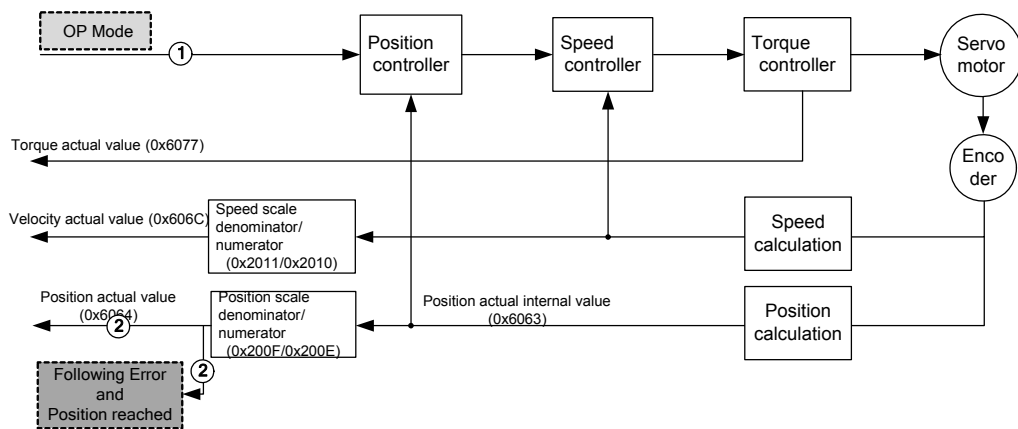 OP Mode
1
Position
controller
Speed
controller
Torque
controller
Servo
motor
Torque actual value (0x6077)
Enco
der
Velocity actual value (0x606C)
Speed scale
denominator/
numerator
(0x2011/0x2010)
Speed
calculation
Position actual value
(0x6064)
2
Position scale
denominator/
numerator
(0x200F/0x200E)
Position actual internal value
(0x6063)
Position
calculation
2
Following Error
and
Position reached